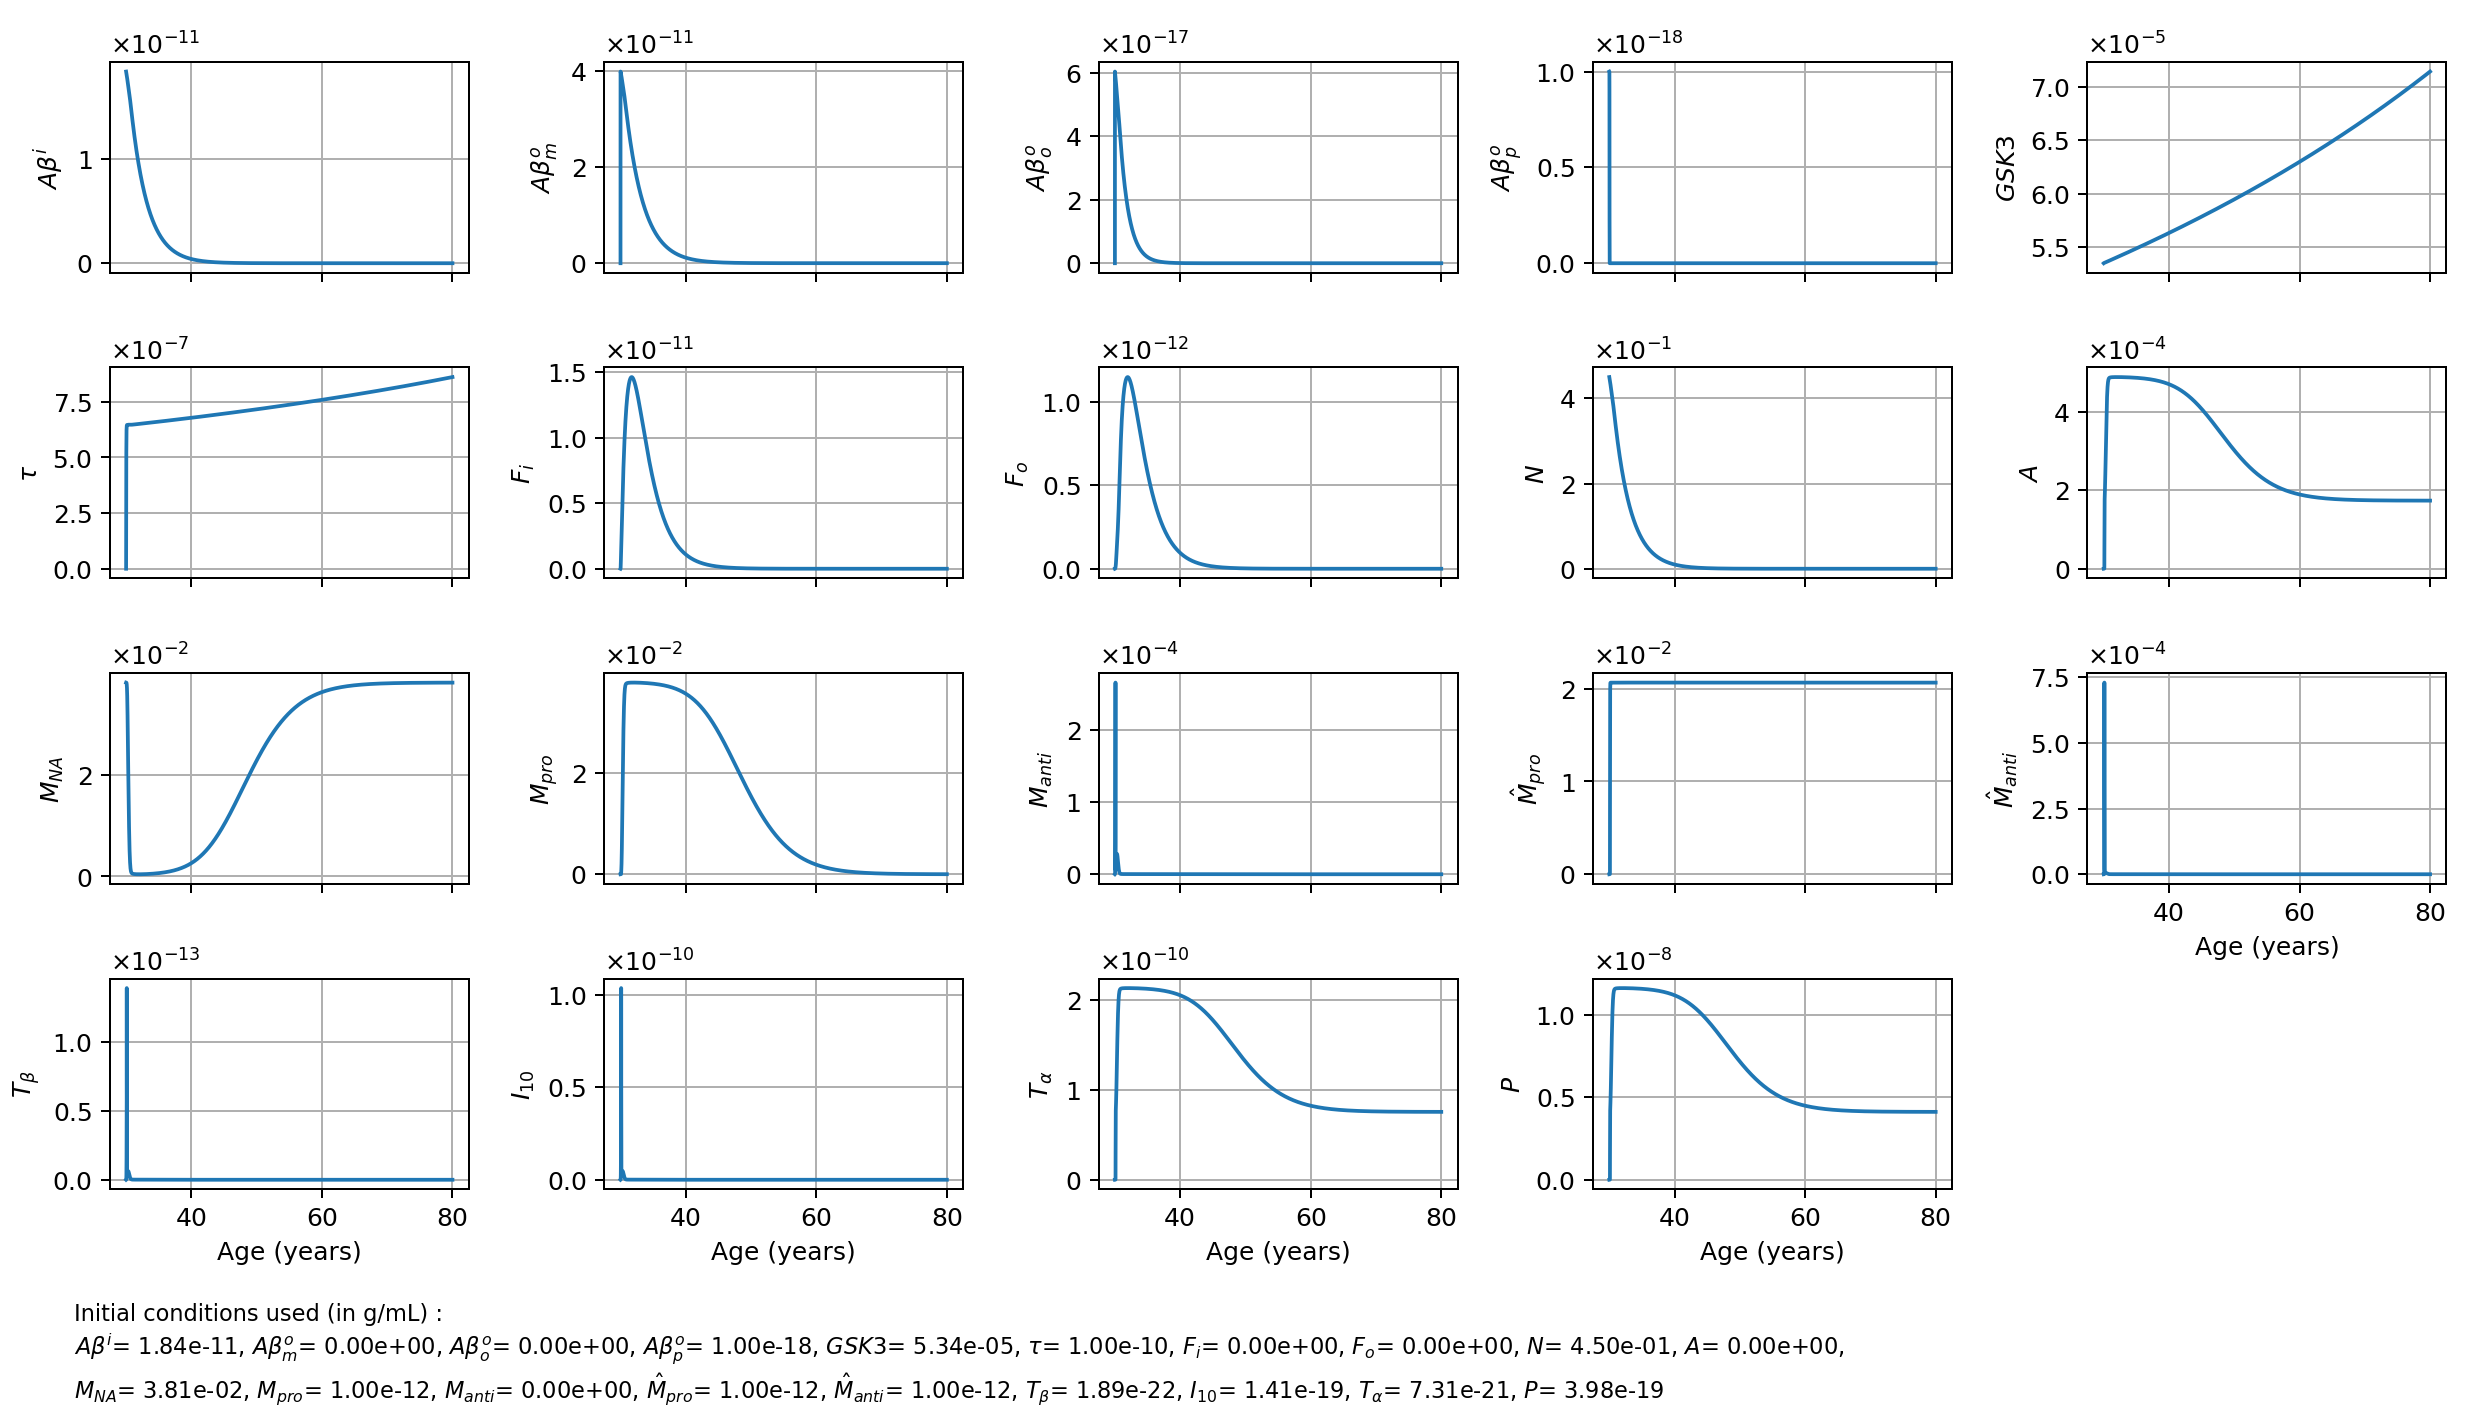 ×10⁻¹¹ ×10⁻¹¹ ×10⁻¹⁷ ×10⁻¹⁸ ×10⁻⁵
Aβⁱ 1 0
Aβₘᵒ 4 2 0
Aβₒᵒ 6 4 2 0
Aβₚᵒ 1.0 0.5 0.0
GSK3 7.0 6.5 6.0 5.5
×10⁻⁷ ×10⁻¹¹ ×10⁻¹² ×10⁻¹ ×10⁻⁴
τ 7.5 5.0 2.5 0.0
Fᵢ 1.5 1.0 0.5 0.0
Fₒ 1.0 0.5 0.0
N 4 2 0
A 4 2 0
×10⁻² ×10⁻² ×10⁻⁴ ×10⁻² ×10⁻⁴
M_NA 2 0
M_pro 2 0
M_anti 2 1 0
M̂_pro 2 1 0
M̂_anti 7.5 5.0 2.5 0.0
40 60 80
Age (years)
×10⁻¹³ ×10⁻¹⁰ ×10⁻¹⁰ ×10⁻⁸
T_β 1.0 0.5 0.0
I₁₀ 1.0 0.5 0.0
T_α 2 1 0
P 1.0 0.5 0.0
40 60 80 40 60 80 40 60 80 40 60 80
Age (years) Age (years) Age (years) Age (years)
Initial conditions used (in g/mL) :
Aβⁱ= 1.84e-11, Aβₘᵒ= 0.00e+00, Aβₒᵒ= 0.00e+00, Aβₚᵒ= 1.00e-18, GSK3= 5.34e-05, τ= 1.00e-10, Fᵢ= 0.00e+00, Fₒ= 0.00e+00, N= 4.50e-01, A= 0.00e+00,
M_NA= 3.81e-02, M_pro= 1.00e-12, M_anti= 0.00e+00, M̂_pro= 1.00e-12, M̂_anti= 1.00e-12, T_β= 1.89e-22, I₁₀= 1.41e-19, T_α= 7.31e-21, P= 3.98e-19